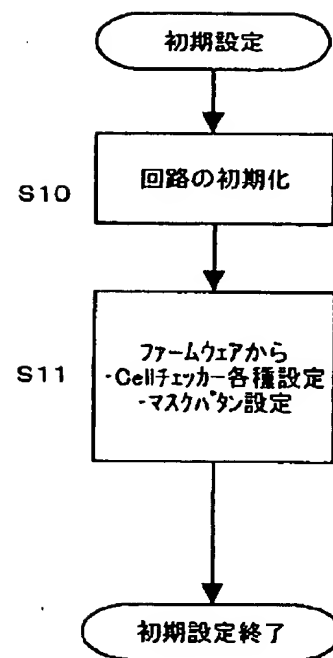 初期設定
S10
回路の初期化
S11
ファームウェアから
-Cellチェッカー各種設定
-マスクパタン設定
初期設定終了